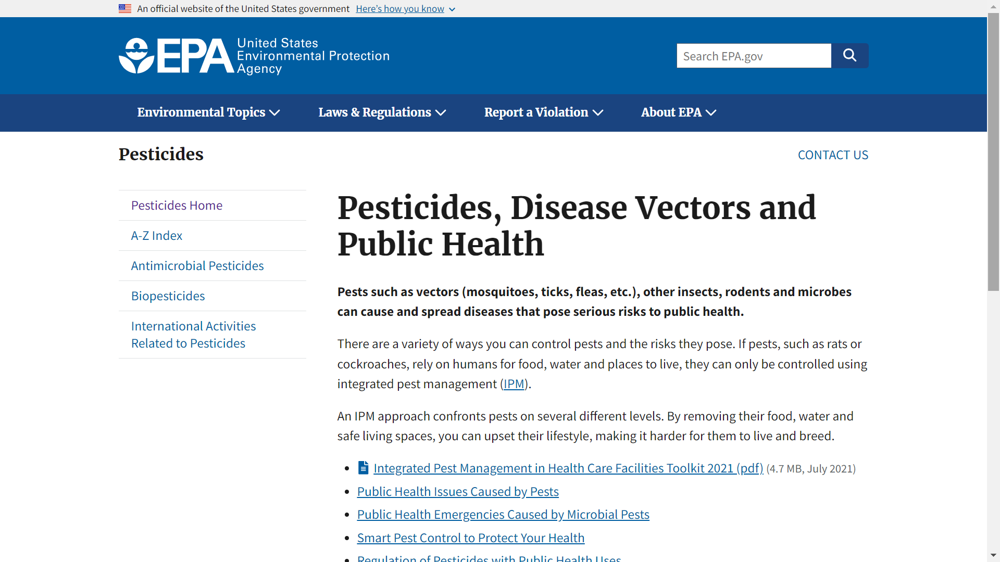 An official website of the United States government Here’s how you know
EPA United States
Environmental Protection
Agency
Search EPA.gov
Environmental Topics Laws & Regulations Report a Violation About EPA
Pesticides
CONTACT US
Pesticides Home
A-Z Index
Antimicrobial Pesticides
Biopesticides
International Activities
Related to Pesticides
Pesticides, Disease Vectors and
Public Health
Pests such as vectors (mosquitoes, ticks, fleas, etc.), other insects, rodents and microbes
can cause and spread diseases that pose serious risks to public health.
There are a variety of ways you can control pests and the risks they pose. If pests, such as rats or
cockroaches, rely on humans for food, water and places to live, they can only be controlled using
integrated pest management (IPM).
An IPM approach confronts pests on several different levels. By removing their food, water and
safe living spaces, you can upset their lifestyle, making it harder for them to live and breed.
• Integrated Pest Management in Health Care Facilities Toolkit 2021 (pdf) (4.7 MB, July 2021)
• Public Health Issues Caused by Pests
• Public Health Emergencies Caused by Microbial Pests
• Smart Pest Control to Protect Your Health
• Regulation of Pesticides with Public Health Uses